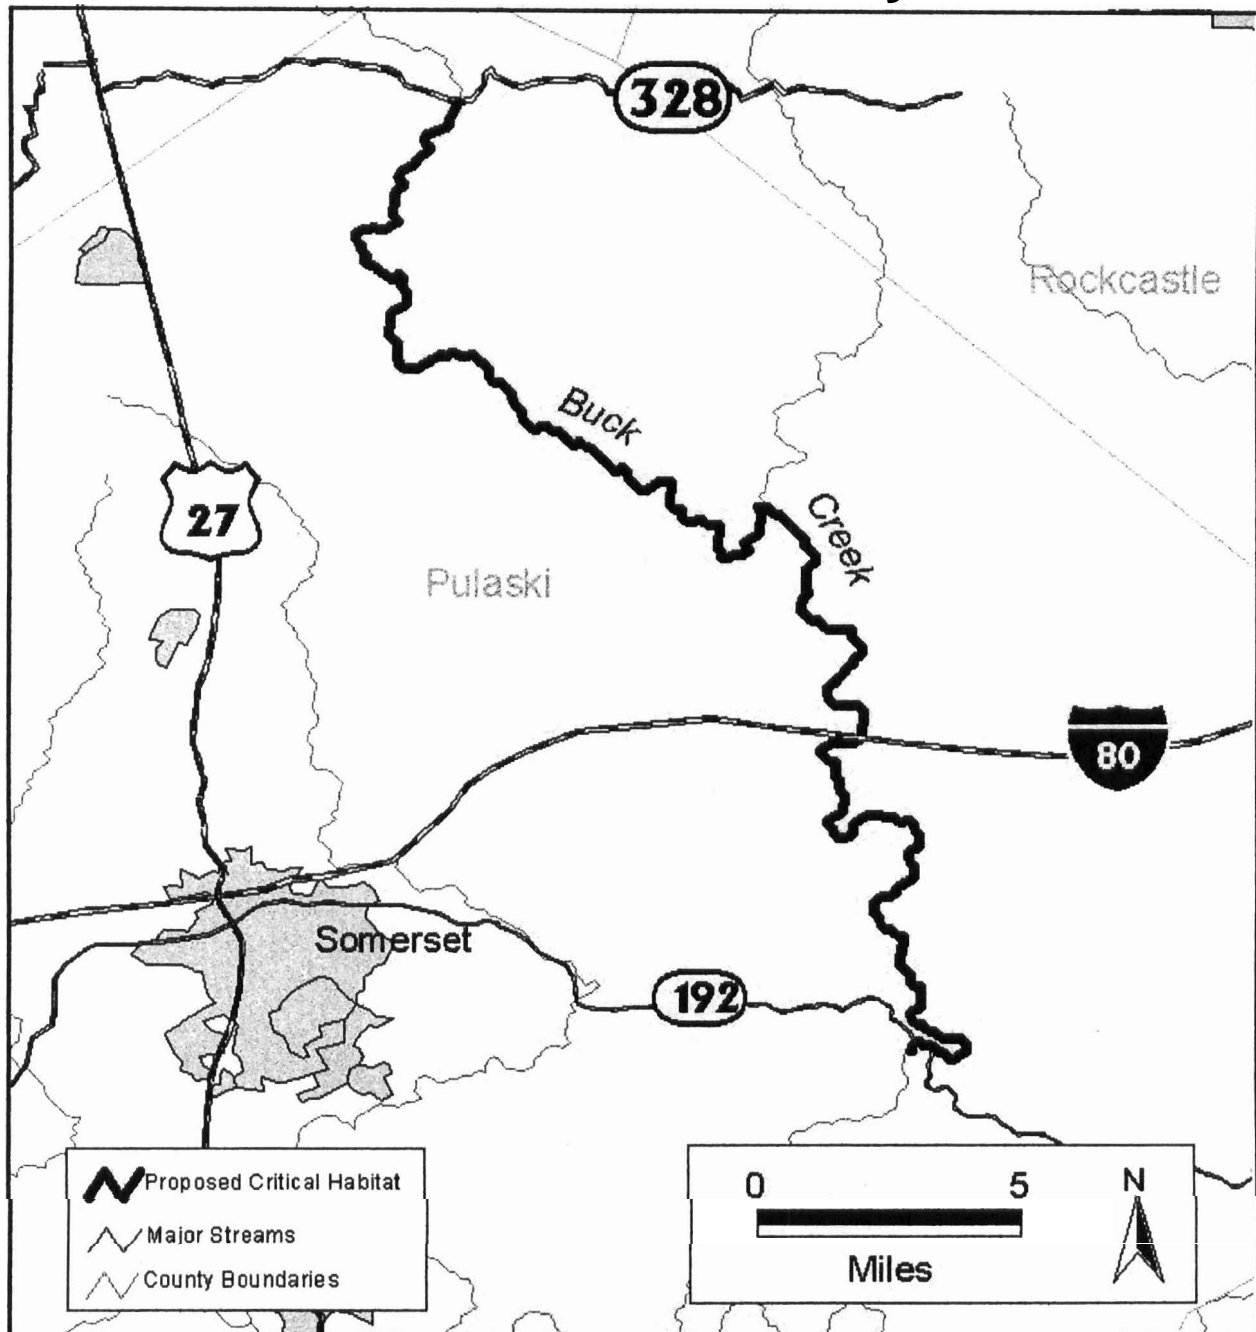 328
Rockcastle
Buck
Creek
27
Pulaski
80
Somerset
192
Proposed Critical Habitat
Major Streams
County Boundaries
0 5
Miles
N